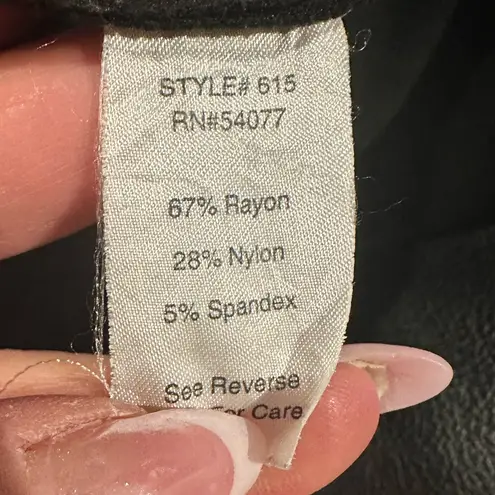 STYLE# 615
RN#54077
67% Rayon
28% Nylon
5% Spandex
See Reverse
For Care